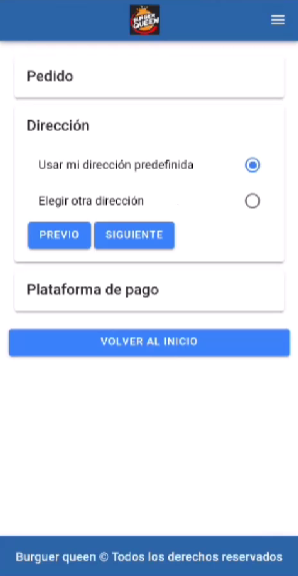 BURGER
QUEEN
Pedido
Dirección
Usar mi dirección predefinida
Elegir otra dirección
PREVIO SIGUIENTE
Plataforma de pago
VOLVER AL INICIO
Burguer queen © Todos los derechos reservados